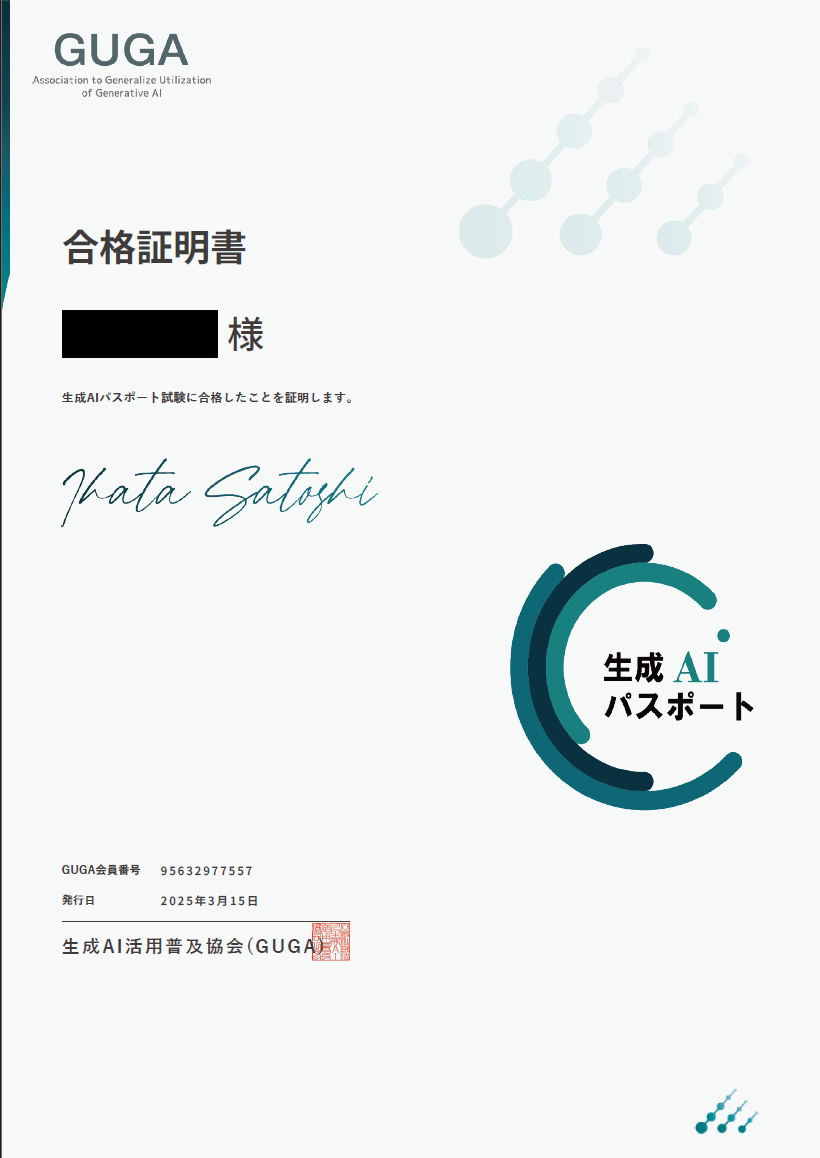 GUGA
Association to Generalize Utilization
of Generative AI
合格証明書
様
生成AIパスポート試験に合格したことを証明します。
Ihata Satoshi
生成 AI
パスポート
GUGA会員番号 95632977557
発行日 2025年3月15日
生成AI活用普及協会(GUGA)